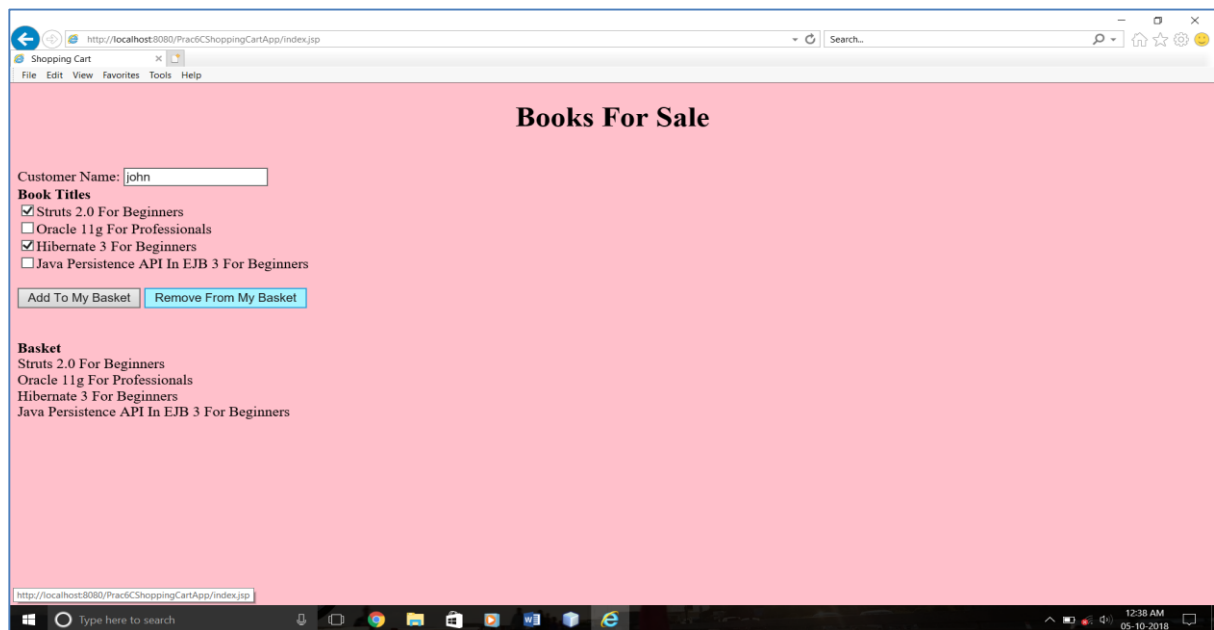 http://localhost:8080/Prac6CShoppingCartApp/index.jsp
Search...
Shopping Cart
File Edit View Favorites Tools Help
Books For Sale
Customer Name: john
Book Titles
Struts 2.0 For Beginners
Oracle 11g For Professionals
Hibernate 3 For Beginners
Java Persistence API In EJB 3 For Beginners
Add To My Basket Remove From My Basket
Basket
Struts 2.0 For Beginners
Oracle 11g For Professionals
Hibernate 3 For Beginners
Java Persistence API In EJB 3 For Beginners
http://localhost:8080/Prac6CShoppingCartApp/index.jsp
Type here to search
12:38 AM
05-10-2018